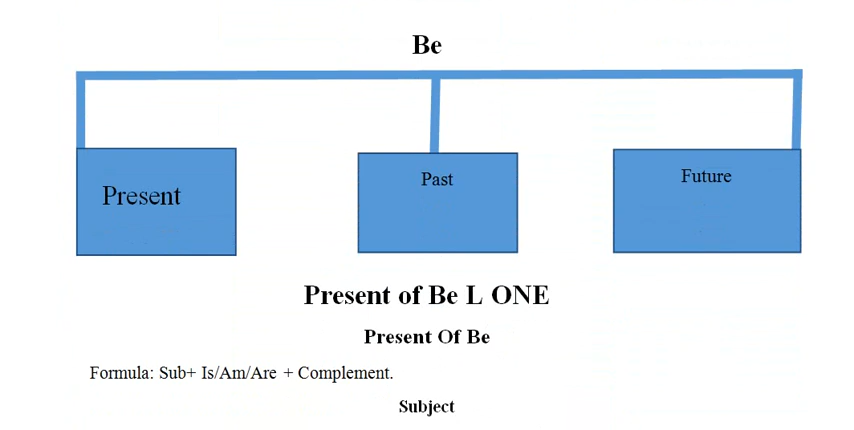 Be
Present
Past
Future
Present of Be L ONE
Present Of Be
Formula: Sub+ Is/Am/Are + Complement.
Subject